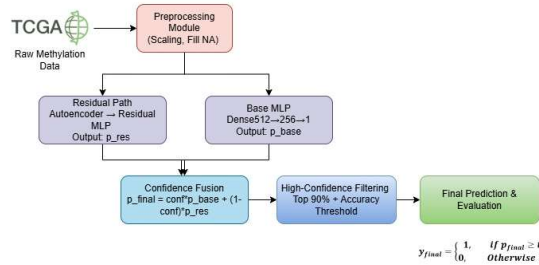 TCGA
Raw Methylation
Data
Preprocessing
Module
(Scaling, Fill NA)
Residual Path
Autoencoder → Residual
MLP
Output: p_res
Base MLP
Dense512→256→1
Output: p_base
Confidence Fusion
p_final = conf*p_base + (1-
conf)*p_res
High-Confidence Filtering
Top 90% + Accuracy
Threshold
Final Prediction &
Evaluation
y_final = { 1, if p_final ≥
0, Otherwise